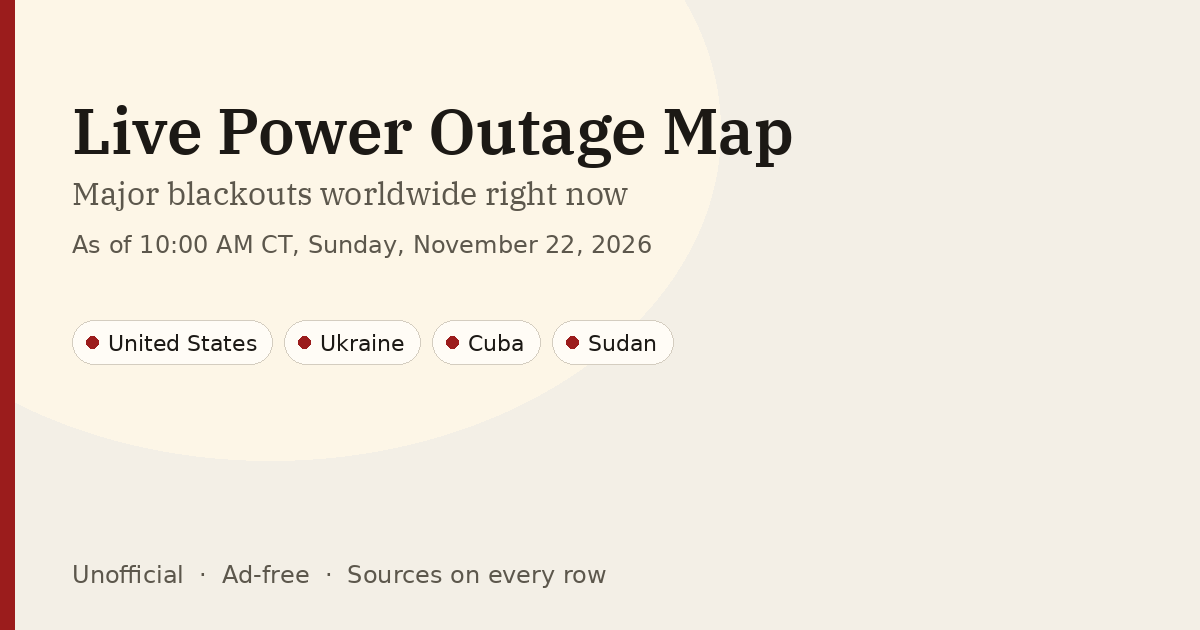 Live Power Outage Map
Major blackouts worldwide right now
As of 10:00 AM CT, Sunday, November 22, 2026
United States Ukraine Cuba Sudan
Unofficial · Ad-free · Sources on every row